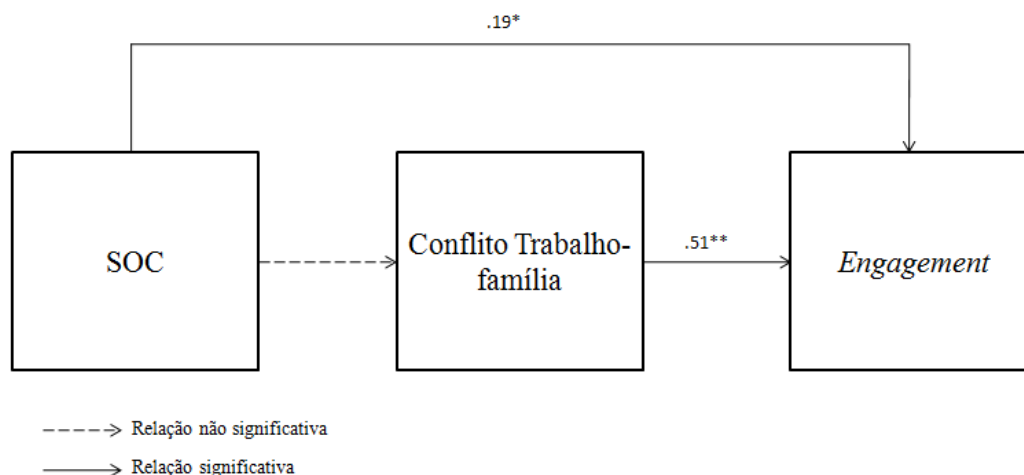 .19*
SOC
Conflito Trabalho-
família
.51**
Engagement
Relação não significativa
Relação significativa